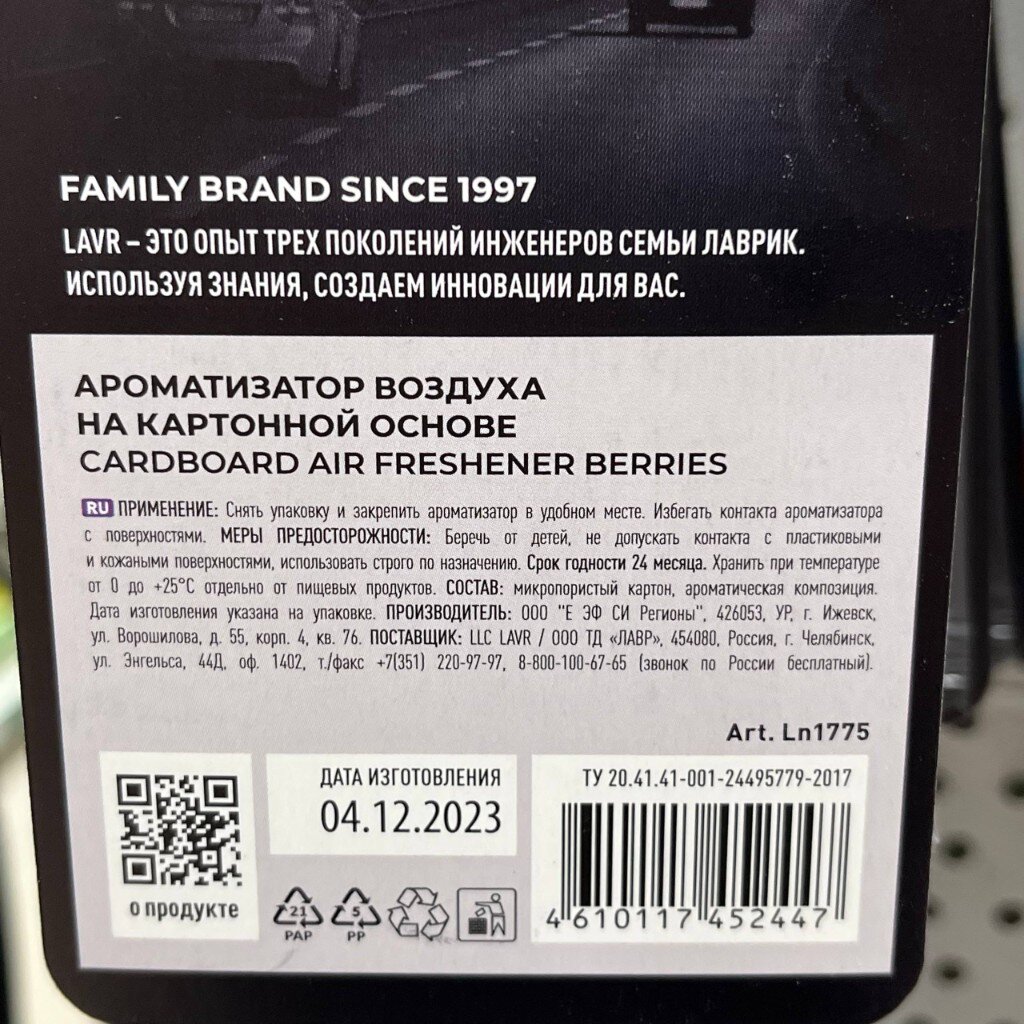 FAMILY BRAND SINCE 1997
LAVR – ЭТО ОПЫТ ТРЕХ ПОКОЛЕНИЙ ИНЖЕНЕРОВ СЕМЬИ ЛАВРИК.
ИСПОЛЬЗУЯ ЗНАНИЯ, СОЗДАЕМ ИННОВАЦИИ ДЛЯ ВАС.
АРОМАТИЗАТОР ВОЗДУХА
НА КАРТОННОЙ ОСНОВЕ
CARDBOARD AIR FRESHENER BERRIES
RU ПРИМЕНЕНИЕ: Снять упаковку и закрепить ароматизатор в удобном месте. Избегать контакта ароматизатора
с поверхностями. МЕРЫ ПРЕДОСТОРОЖНОСТИ: Беречь от детей, не допускать контакта с пластиковыми
и кожаными поверхностями, использовать строго по назначению. Срок годности 24 месяца. Хранить при температуре
от 0 до +25°C отдельно от пищевых продуктов. СОСТАВ: микропористый картон, ароматическая композиция.
Дата изготовления указана на упаковке. ПРОИЗВОДИТЕЛЬ: ООО "Е ЭФ СИ Регионы", 426053, УР, г. Ижевск,
ул. Ворошилова, д. 55, корп. 4, кв. 76. ПОСТАВЩИК: LLC LAVR / ООО ТД «ЛАВР», 454080, Россия, г. Челябинск,
ул. Энгельса, 44Д, оф. 1402, т./факс +7(351) 220-97-97, 8-800-100-67-65 (звонок по России бесплатный).
Art. Ln1775
ДАТА ИЗГОТОВЛЕНИЯ
04.12.2023
ТУ 20.41.41-001-24495779-2017
о продукте
21
PAP
5
PP
4 610117 452447